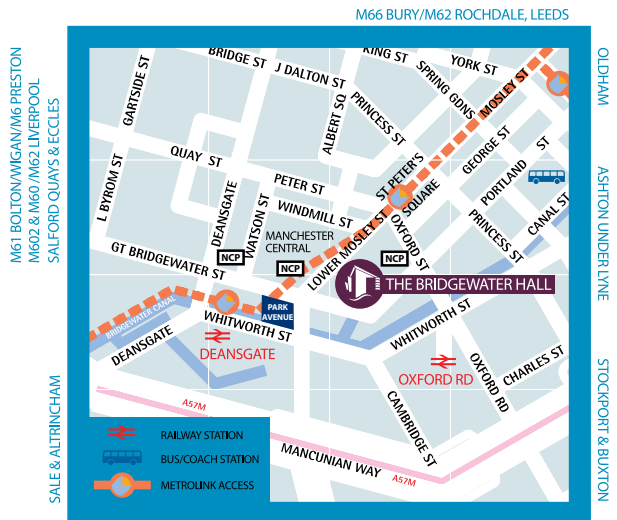 M66 BURY/M62 ROCHDALE, LEEDS
M61 BOLTON/WIGAN/M6 PRESTON
M602 & M60 /M62 LIVERPOOL
SALFORD QUAYS & ECCLES
SALE & ALTRINCHAM
OLDHAM
ASHTON UNDER LYNE
STOCKPORT & BUXTON
BRIDGE ST
J DALTON ST
KING ST
YORK ST
SPRING GDNS
MOSLEY ST
GARTSIDE ST
ALBERT SQ
PRINCESS ST
GEORGE ST
PORTLAND ST
QUAY ST
PETER ST
ST PETER'S
SQUARE
L BYROM ST
DEANSGATE
WATSON ST
WINDMILL ST
MANCHESTER
CENTRAL
LOWER MOSLEY ST
OXFORD ST
PRINCESS ST
CANAL ST
GT BRIDGEWATER ST
NCP
NCP
NCP
THE BRIDGEWATER HALL
PARK
AVENUE
BRIDGEWATER CANAL
WHITWORTH ST
WHITWORTH ST
DEANSGATE
DEANSGATE
OXFORD RD
OXFORD RD
CHARLES ST
CAMBRIDGE ST
A57M
MANCUNIAN WAY
A57M
RAILWAY STATION
BUS/COACH STATION
METROLINK ACCESS